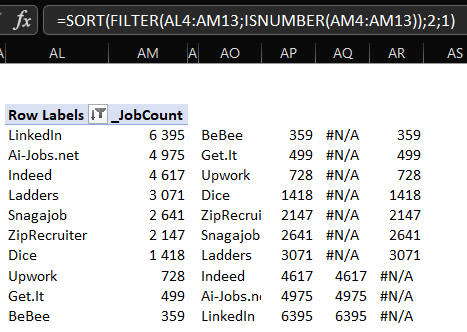 fx =SORT(FILTER(AL4:AM13;ISNUMBER(AM4:AM13));2;1)
A AL AM A AO AP AQ AR AS
Row Labels _JobCount
LinkedIn 6 395 BeBee 359 #N/A 359
Ai-Jobs.net 4 975 Get.It 499 #N/A 499
Indeed 4 617 Upwork 728 #N/A 728
Ladders 3 071 Dice 1418 #N/A 1418
Snagajob 2 641 ZipRecrui 2147 #N/A 2147
ZipRecruiter 2 147 Snagajob 2641 #N/A 2641
Dice 1 418 Ladders 3071 #N/A 3071
Upwork 728 Indeed 4617 4617 #N/A
Get.It 499 Ai-Jobs.n 4975 4975 #N/A
BeBee 359 LinkedIn 6395 6395 #N/A